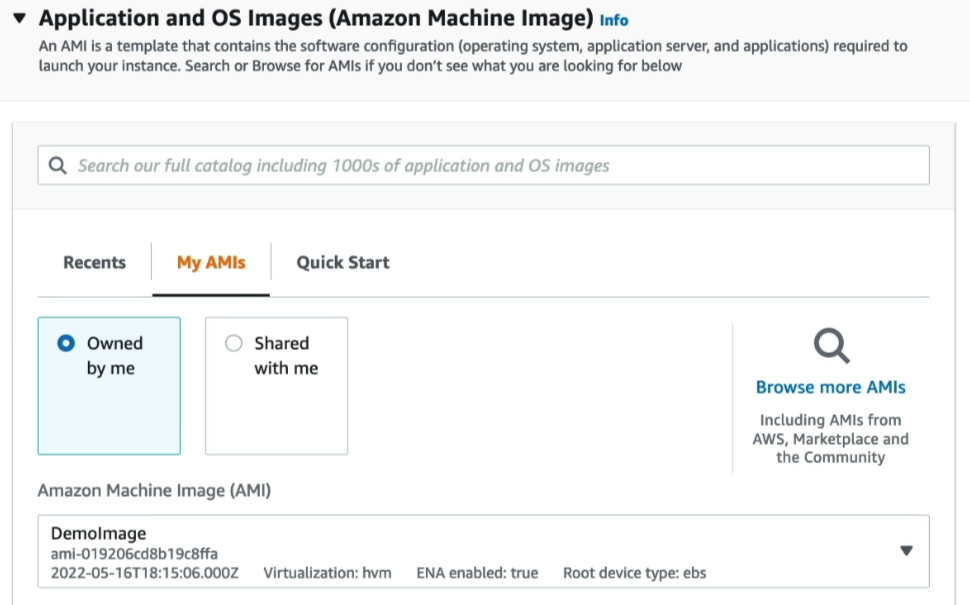 Application and OS Images (Amazon Machine Image) Info
An AMI is a template that contains the software configuration (operating system, application server, and applications) required to
launch your instance. Search or Browse for AMIs if you don't see what you are looking for below
Search our full catalog including 1000s of application and OS images
Recents My AMIs Quick Start
Owned
by me
Shared
with me
Browse more AMIs
Including AMIs from
AWS, Marketplace and
the Community
Amazon Machine Image (AMI)
DemoImage
ami-019206cd8b19c8ffa
2022-05-16T18:15:06.000Z Virtualization: hvm ENA enabled: true Root device type: ebs